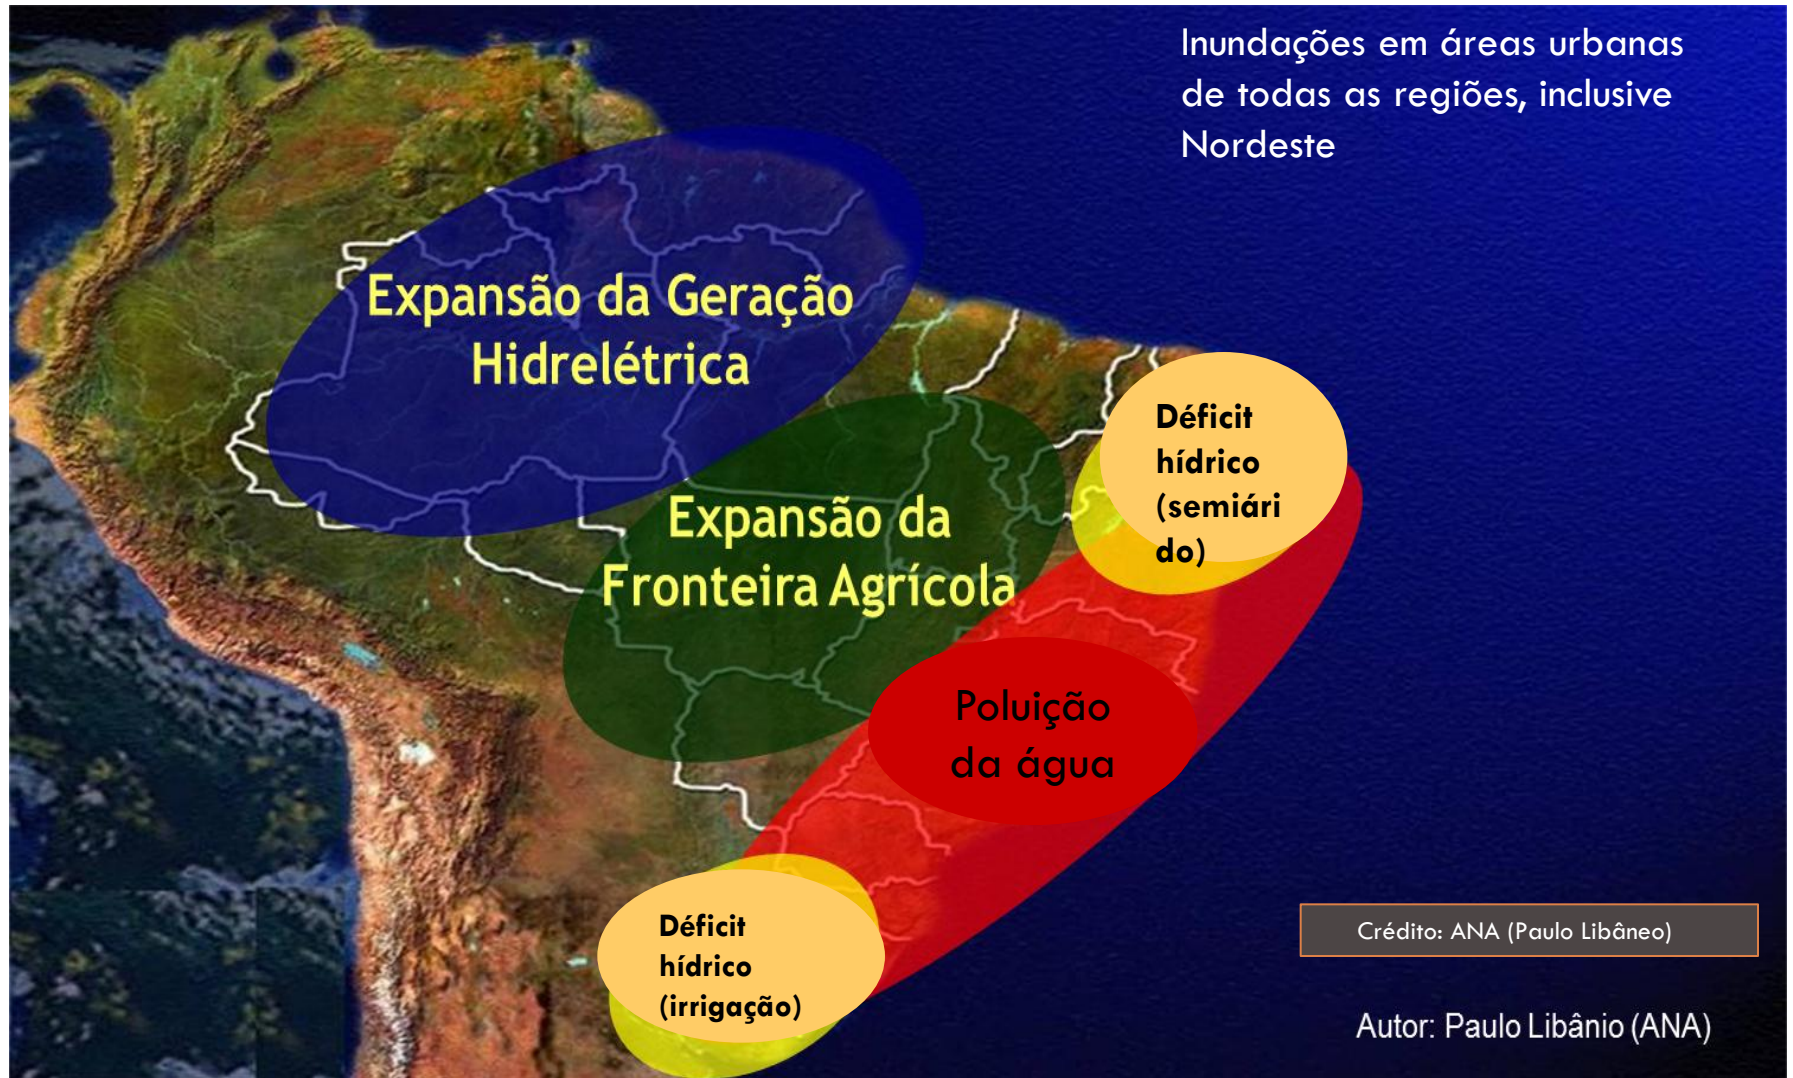 Inundações em áreas urbanas
de todas as regiões, inclusive
Nordeste
Expansão da Geração
Hidrelétrica
Déficit
hídrico
(semiári
do)
Expansão da
Fronteira Agrícola
Poluição
da água
Déficit
hídrico
(irrigação)
Crédito: ANA (Paulo Libâneo)
Autor: Paulo Libânio (ANA)